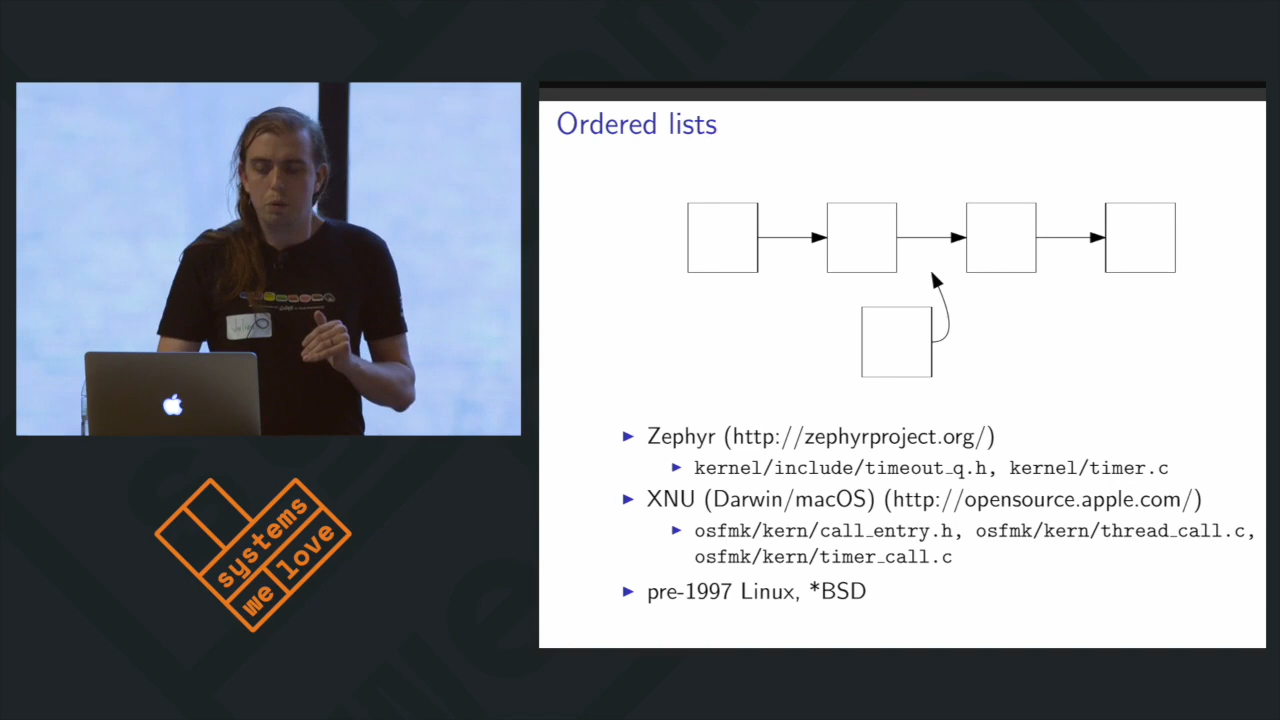 Ordered lists
▶ Zephyr (http://zephyrproject.org/)
▶ kernel/include/timeout_q.h, kernel/timer.c
▶ XNU (Darwin/macOS) (http://opensource.apple.com/)
▶ osfmk/kern/call_entry.h, osfmk/kern/thread_call.c,
osfmk/kern/timer_call.c
▶ pre-1997 Linux, *BSD
systems
we love